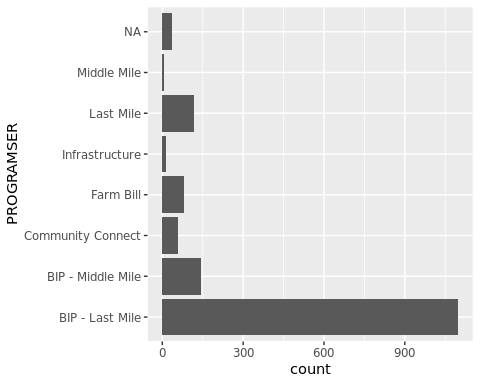 NA
Middle Mile
Last Mile
Infrastructure
Farm Bill
Community Connect
BIP - Middle Mile
BIP - Last Mile
PROGRAMSER
0 300 600 900
count